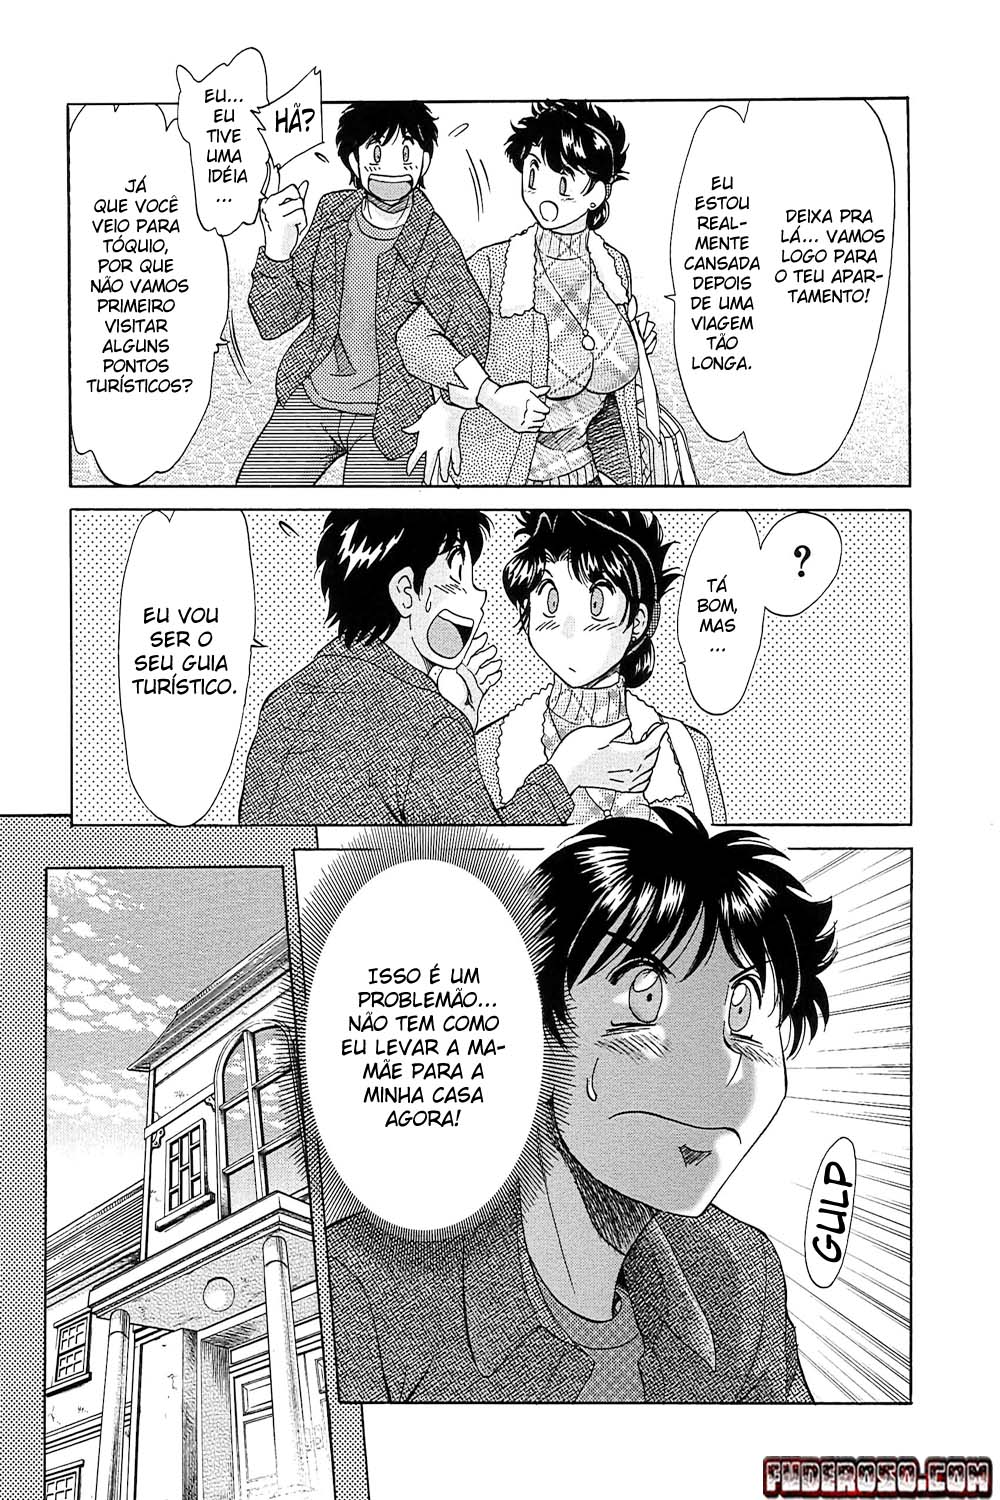 DEIXA PRA
LÁ... VAMOS
LOGO PARA
O TEU APAR-
TAMENTO!
EU
ESTOU
REAL-
MENTE
CANSADA
DEPOIS
DE UMA
VIAGEM
TÃO
LONGA.
HÃ?
EU...
EU
TIVE
UMA
IDÉIA
...
JÁ
QUE VOCÊ
VEIO PARA
TÓQUIO,
POR QUE
NÃO VAMOS
PRIMEIRO
VISITAR
ALGUNS
PONTOS
TURÍSTICOS?
?
TÁ
BOM,
MAS
...
EU VOU
SER O
SEU GUIA
TURÍSTICO.
ISSO É UM
PROBLEMÃO...
NÃO TEM COMO
EU LEVAR A MA-
MÃE PARA A
MINHA CASA
AGORA!
GULP
FUDEROSO.COM